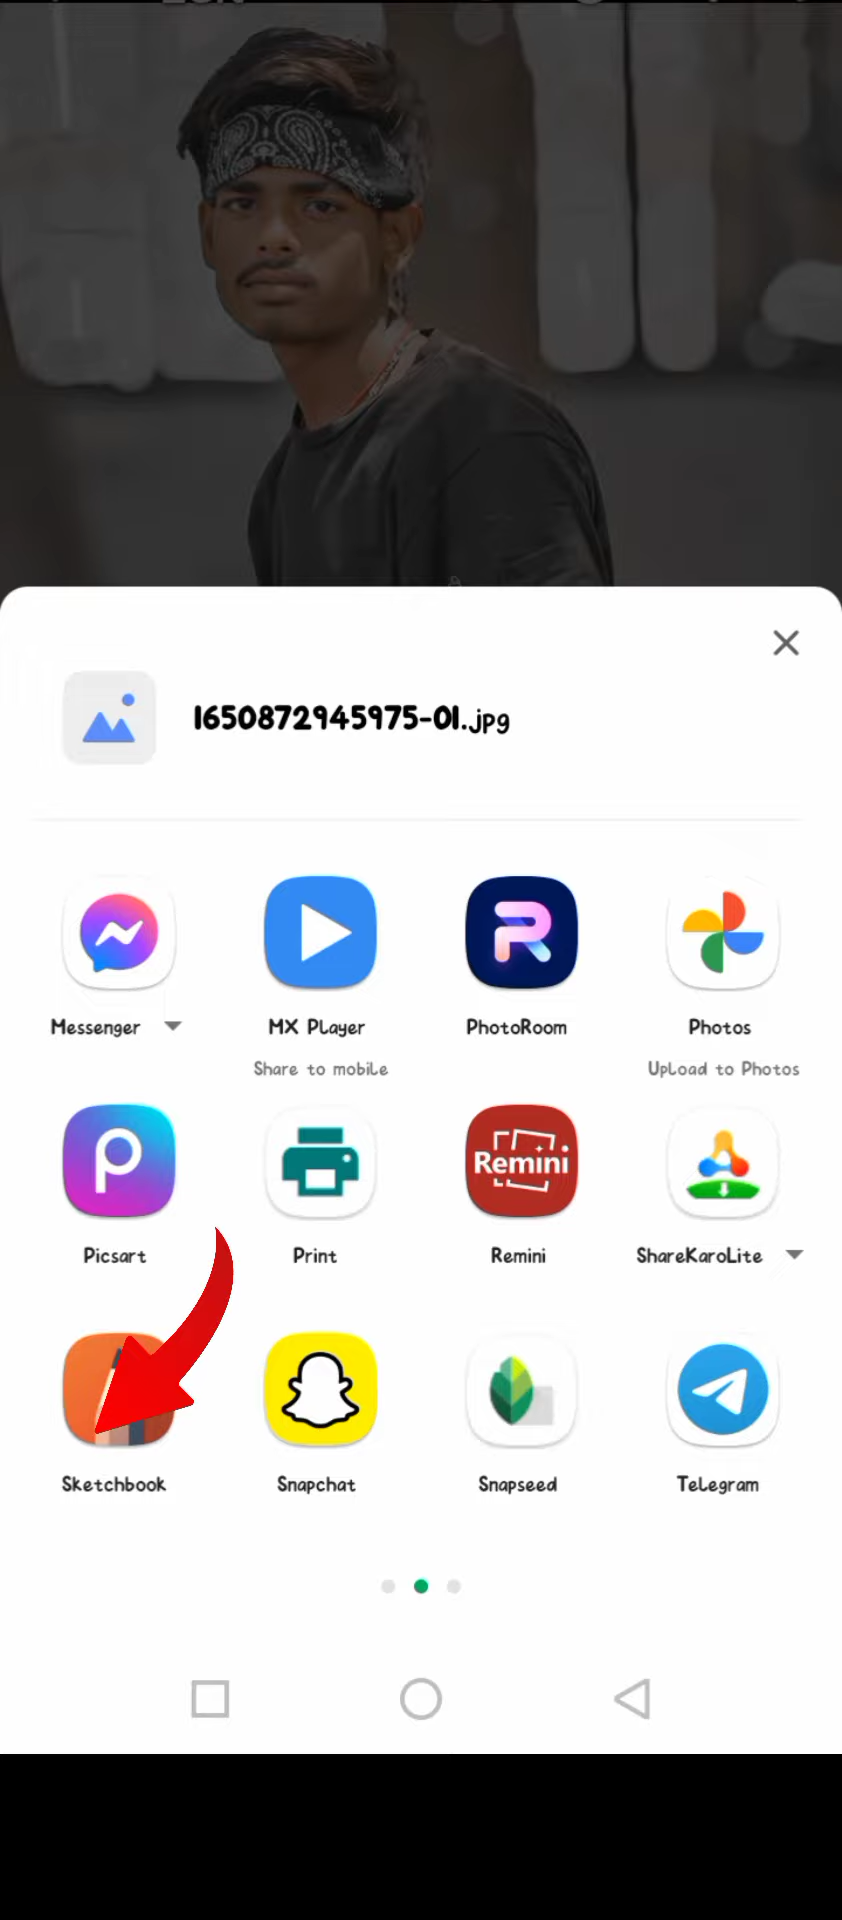 1650872945975-01.jpg
Messenger
MX Player
PhotoRoom
Photos
Share to mobile
Upload to Photos
Remini
Picsart
Print
Remini
ShareKaroLite
Sketchbook
Snapchat
Snapseed
Telegram